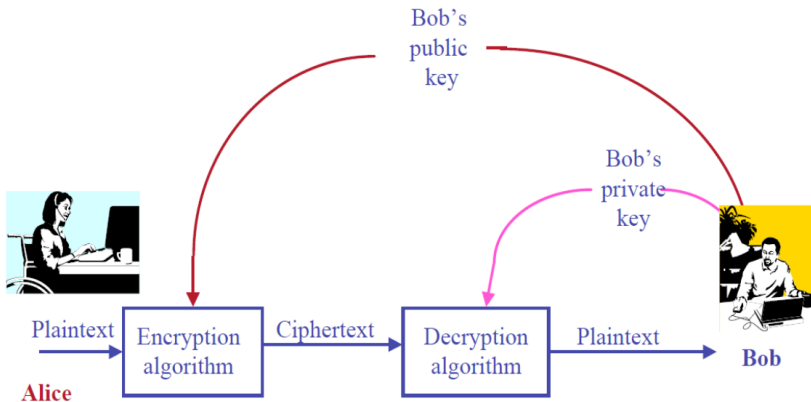 Bob's
public
key
Bob's
private
key
Plaintext
Encryption
algorithm
Ciphertext
Decryption
algorithm
Plaintext
Alice
Bob